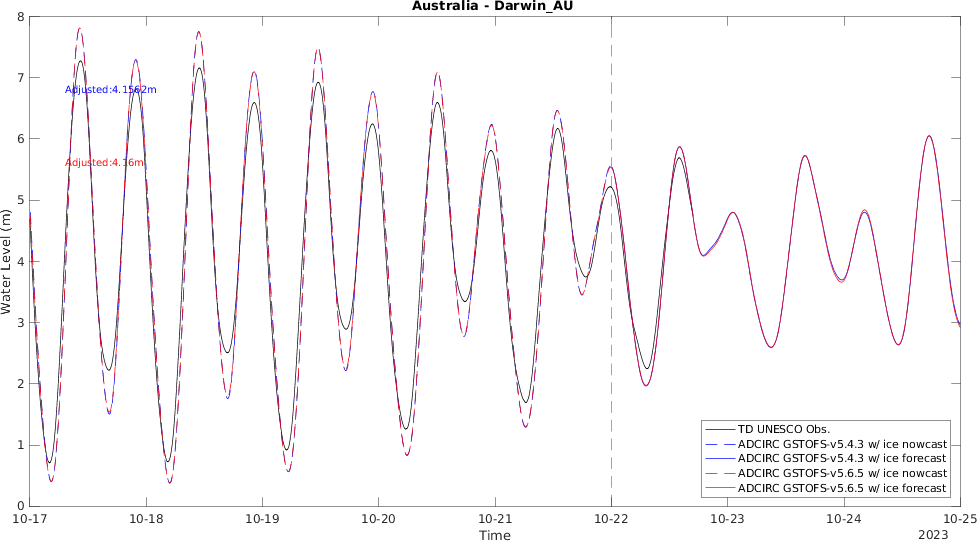 Australia - Darwin_AU
8
7
Adjusted:4.1562m
6
Adjusted:4.16m
5
Water Level (m)
4
3
2
1
0
TD UNESCO Obs.
ADCIRC GSTOFS-v5.4.3 w/ ice nowcast
ADCIRC GSTOFS-v5.4.3 w/ ice forecast
ADCIRC GSTOFS-v5.6.5 w/ ice nowcast
ADCIRC GSTOFS-v5.6.5 w/ ice forecast
10-17 10-18 10-19 10-20 10-21 10-22 10-23 10-24 10-25
Time
2023